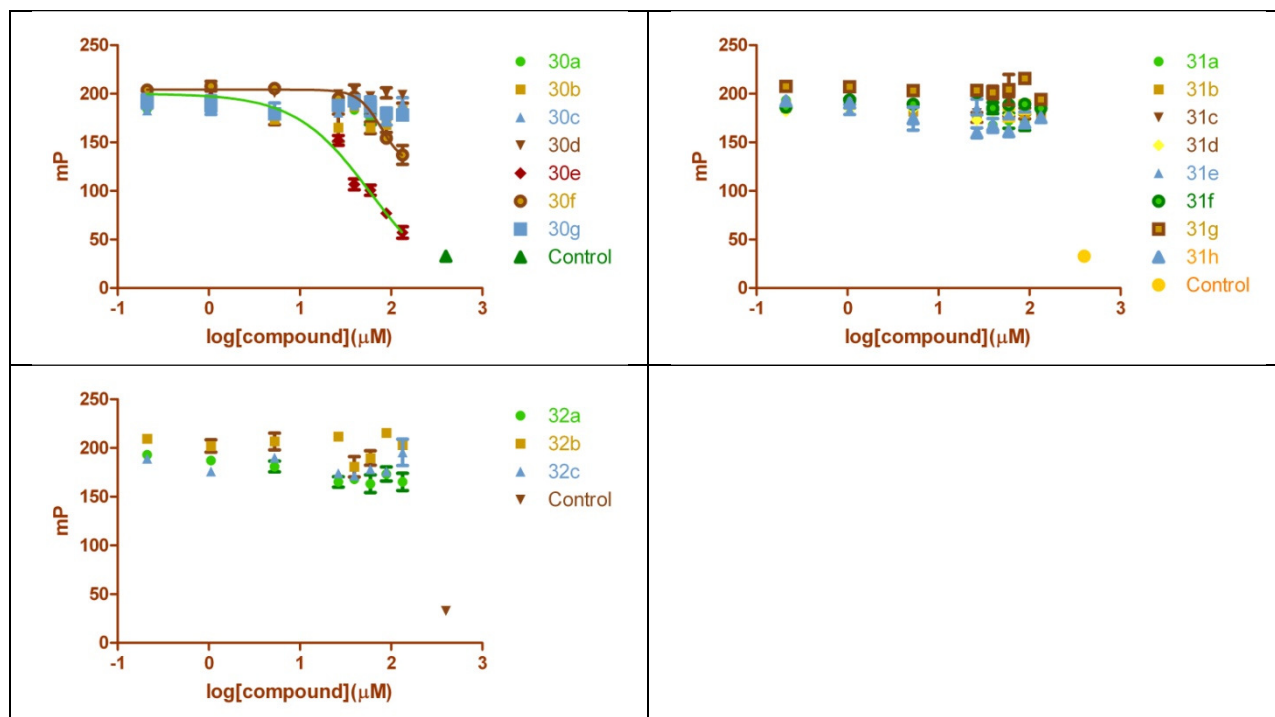 250
200
150
100
50
0
mP
-1
0
1
2
3
log[compound](µM)
30a
30b
30c
30d
30e
30f
30g
Control
250
200
150
100
50
0
mP
-1
0
1
2
3
log[compound](µM)
31a
31b
31c
31d
31e
31f
31g
31h
Control
250
200
150
100
50
0
mP
-1
0
1
2
3
log[compound](µM)
32a
32b
32c
Control